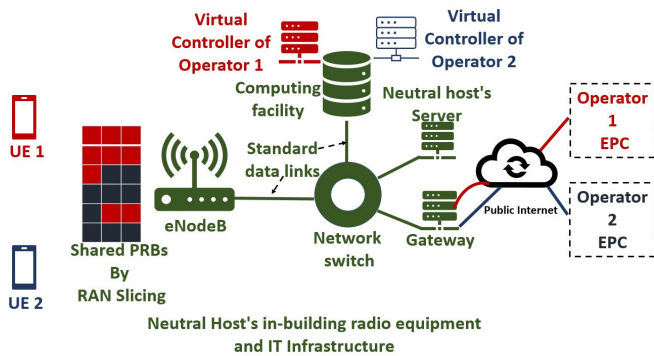 Virtual
Controller of
Operator 1
Virtual
Controller of
Operator 2
Computing
facility
Neutral host's
Server
Operator
1
EPC
UE 1
Standard
data links
eNodeB
Network
switch
Gateway
Public Internet
Operator
2
EPC
Shared PRBs
By
RAN Slicing
UE 2
Neutral Host's in-building radio equipment
and IT Infrastructure